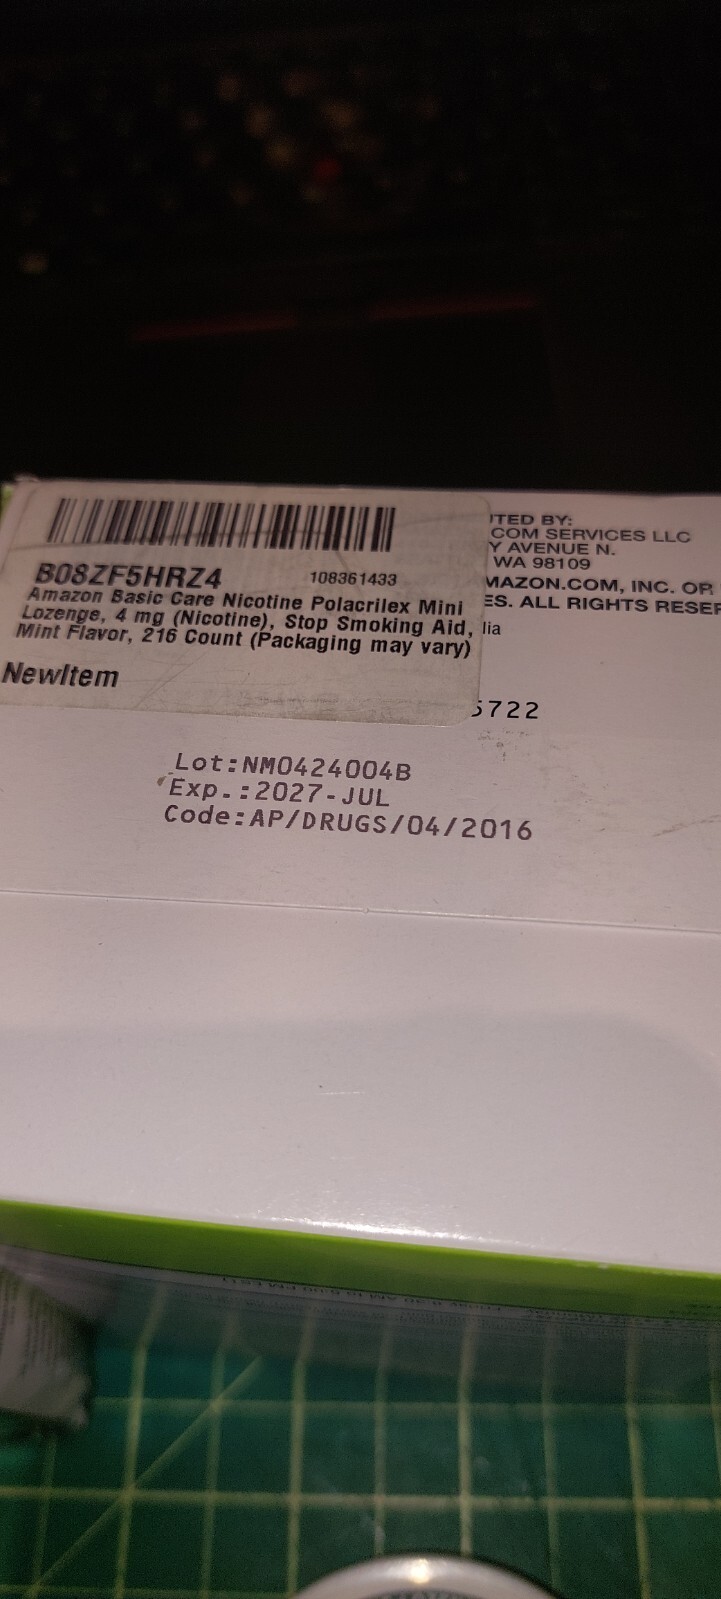 B08ZF5HRZ4 108361433
Amazon Basic Care Nicotine Polacrilex Mini
Lozenge, 4 mg (Nicotine), Stop Smoking Aid,
Mint Flavor, 216 Count (Packaging may vary)
NewItem
TED BY:
COM SERVICES LLC
Y AVENUE N.
WA 98109
MAZON.COM, INC. OR
ES. ALL RIGHTS RESER
lia
5722
Lot:NM0424004B
Exp.:2027-JUL
Code:AP/DRUGS/04/2016